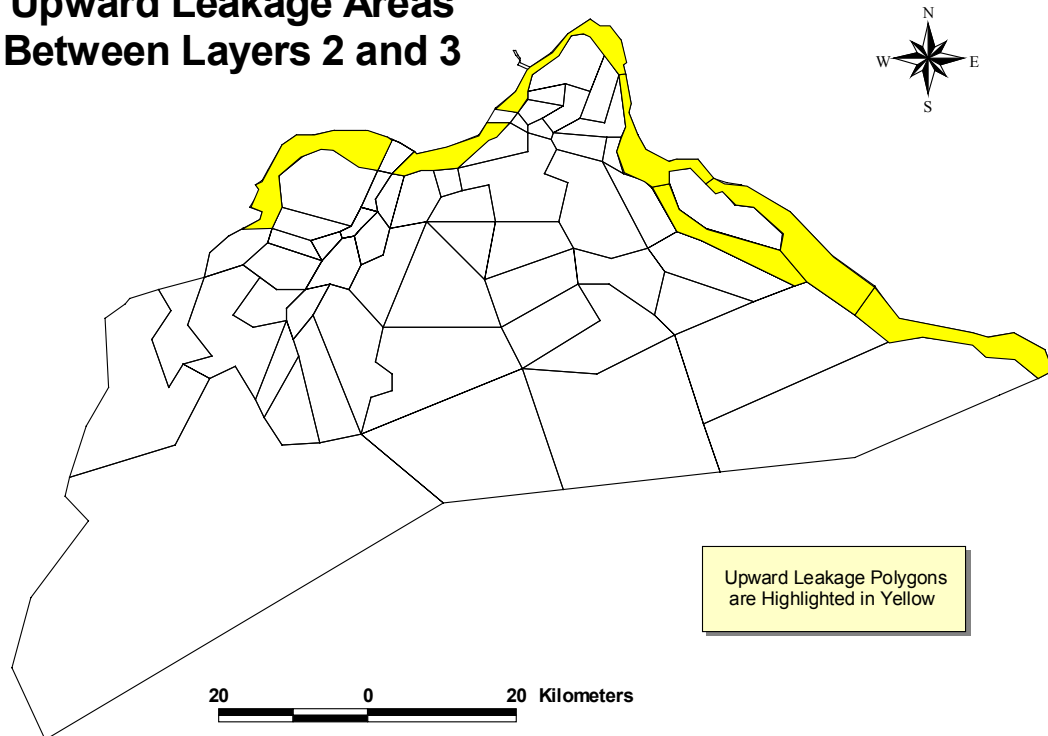 Upward Leakage Areas
Between Layers 2 and 3
N
W E
S
Upward Leakage Polygons
are Highlighted in Yellow
20 0 20 Kilometers